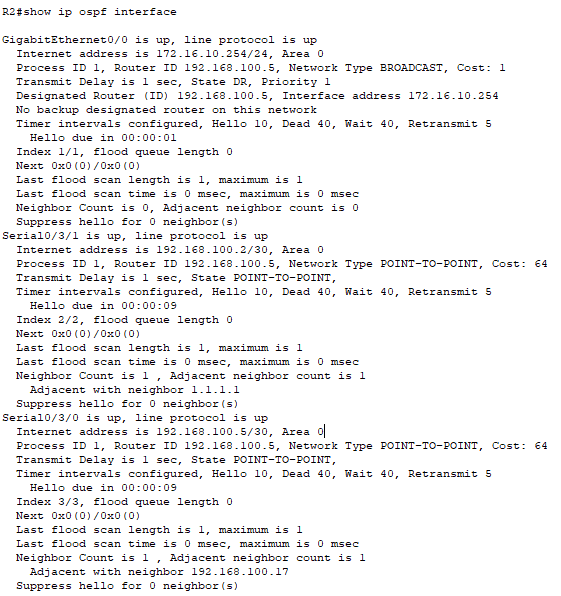 R2#show ip ospf interface

GigabitEthernet0/0 is up, line protocol is up
  Internet address is 172.16.10.254/24, Area 0
  Process ID 1, Router ID 192.168.100.5, Network Type BROADCAST, Cost: 1
  Transmit Delay is 1 sec, State DR, Priority 1
  Designated Router (ID) 192.168.100.5, Interface address 172.16.10.254
  No backup designated router on this network
  Timer intervals configured, Hello 10, Dead 40, Wait 40, Retransmit 5
    Hello due in 00:00:01
  Index 1/1, flood queue length 0
  Next 0x0(0)/0x0(0)
  Last flood scan length is 1, maximum is 1
  Last flood scan time is 0 msec, maximum is 0 msec
  Neighbor Count is 0, Adjacent neighbor count is 0
  Suppress hello for 0 neighbor(s)
Serial0/3/1 is up, line protocol is up
  Internet address is 192.168.100.2/30, Area 0
  Process ID 1, Router ID 192.168.100.5, Network Type POINT-TO-POINT, Cost: 64
  Transmit Delay is 1 sec, State POINT-TO-POINT,
  Timer intervals configured, Hello 10, Dead 40, Wait 40, Retransmit 5
    Hello due in 00:00:09
  Index 2/2, flood queue length 0
  Next 0x0(0)/0x0(0)
  Last flood scan length is 1, maximum is 1
  Last flood scan time is 0 msec, maximum is 0 msec
  Neighbor Count is 1 , Adjacent neighbor count is 1
    Adjacent with neighbor 1.1.1.1
  Suppress hello for 0 neighbor(s)
Serial0/3/0 is up, line protocol is up
  Internet address is 192.168.100.5/30, Area 0
  Process ID 1, Router ID 192.168.100.5, Network Type POINT-TO-POINT, Cost: 64
  Transmit Delay is 1 sec, State POINT-TO-POINT,
  Timer intervals configured, Hello 10, Dead 40, Wait 40, Retransmit 5
    Hello due in 00:00:09
  Index 3/3, flood queue length 0
  Next 0x0(0)/0x0(0)
  Last flood scan length is 1, maximum is 1
  Last flood scan time is 0 msec, maximum is 0 msec
  Neighbor Count is 1 , Adjacent neighbor count is 1
    Adjacent with neighbor 192.168.100.17
  Suppress hello for 0 neighbor(s)